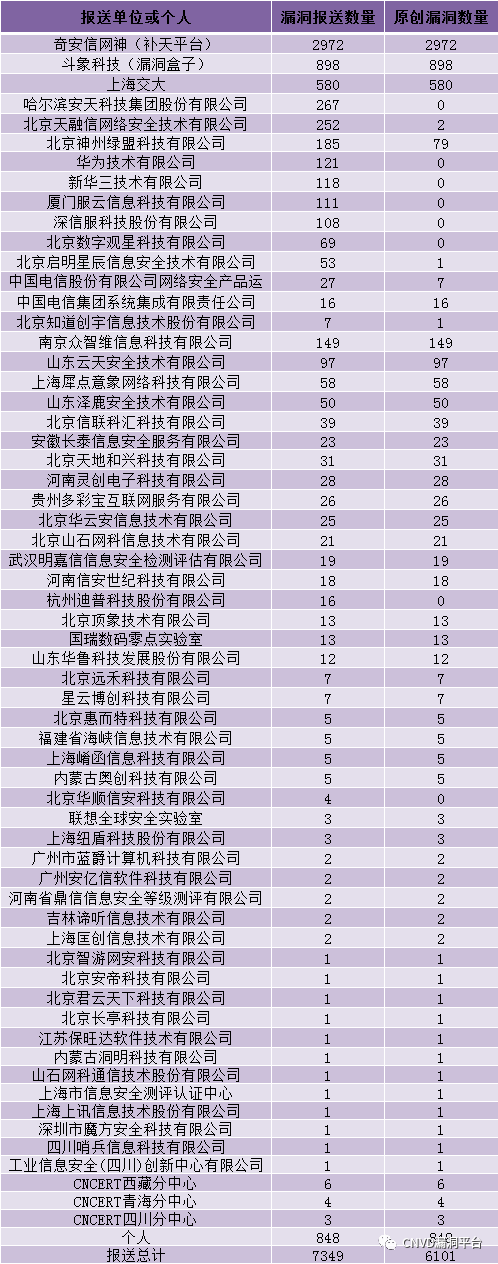 报送单位或个人 漏洞报送数量 原创漏洞数量
奇安信网神（补天平台） 2972 2972
斗象科技（漏洞盒子） 898 898
上海交大 580 580
哈尔滨安天科技集团股份有限公司 267 0
北京天融信网络安全技术有限公司 252 2
北京神州绿盟科技有限公司 185 79
华为技术有限公司 121 0
新华三技术有限公司 118 0
厦门服云信息科技有限公司 111 0
深信服科技股份有限公司 108 0
北京数字观星科技有限公司 69 0
北京启明星辰信息安全技术有限公司 53 1
中国电信股份有限公司网络安全产品运 27 7
中国电信集团系统集成有限责任公司 16 16
北京知道创宇信息技术股份有限公司 7 1
南京众智维信息科技有限公司 149 149
山东云天安全技术有限公司 97 97
上海犀点意象网络科技有限公司 58 58
山东泽鹿安全技术有限公司 50 50
北京信联科汇科技有限公司 39 39
安徽长泰信息安全服务有限公司 23 23
北京天地和兴科技有限公司 31 31
河南灵创电子科技有限公司 28 28
贵州多彩宝互联网服务有限公司 26 26
北京华云安信息技术有限公司 25 25
北京山石网科信息技术有限公司 21 21
武汉明嘉信信息安全检测评估有限公司 19 19
河南信安世纪科技有限公司 18 18
杭州迪普科技股份有限公司 16 0
北京顶象技术有限公司 13 13
国瑞数码零点实验室 13 13
山东华鲁科技发展股份有限公司 12 12
北京远禾科技有限公司 7 7
星云博创科技有限公司 7 7
北京惠而特科技有限公司 5 5
福建省海峡信息技术有限公司 5 5
上海崤函信息科技有限公司 5 5
内蒙古奥创科技有限公司 5 5
北京华顺信安科技有限公司 4 0
联想全球安全实验室 3 3
上海纽盾科技股份有限公司 3 3
广州市蓝爵计算机科技有限公司 2 2
广州安亿信软件科技有限公司 2 2
河南省鼎信信息安全等级测评有限公司 2 2
吉林谛听信息技术有限公司 2 2
上海匡创信息技术有限公司 2 2
北京智游网安科技有限公司 1 1
北京安帝科技有限公司 1 1
北京君云天下科技有限公司 1 1
北京长亭科技有限公司 1 1
江苏保旺达软件技术有限公司 1 1
内蒙古洞明科技有限公司 1 1
山石网科通信技术股份有限公司 1 1
上海市信息安全测评认证中心 1 1
上海上讯信息技术股份有限公司 1 1
深圳市魔方安全科技有限公司 1 1
四川哨兵信息科技有限公司 1 1
工业信息安全(四川)创新中心有限公司 1 1
CNCERT西藏分中心 6 6
CNCERT青海分中心 4 4
CNCERT四川分中心 3 3
个人 848 848
报送总计 7349 6101
CNVD漏洞平台